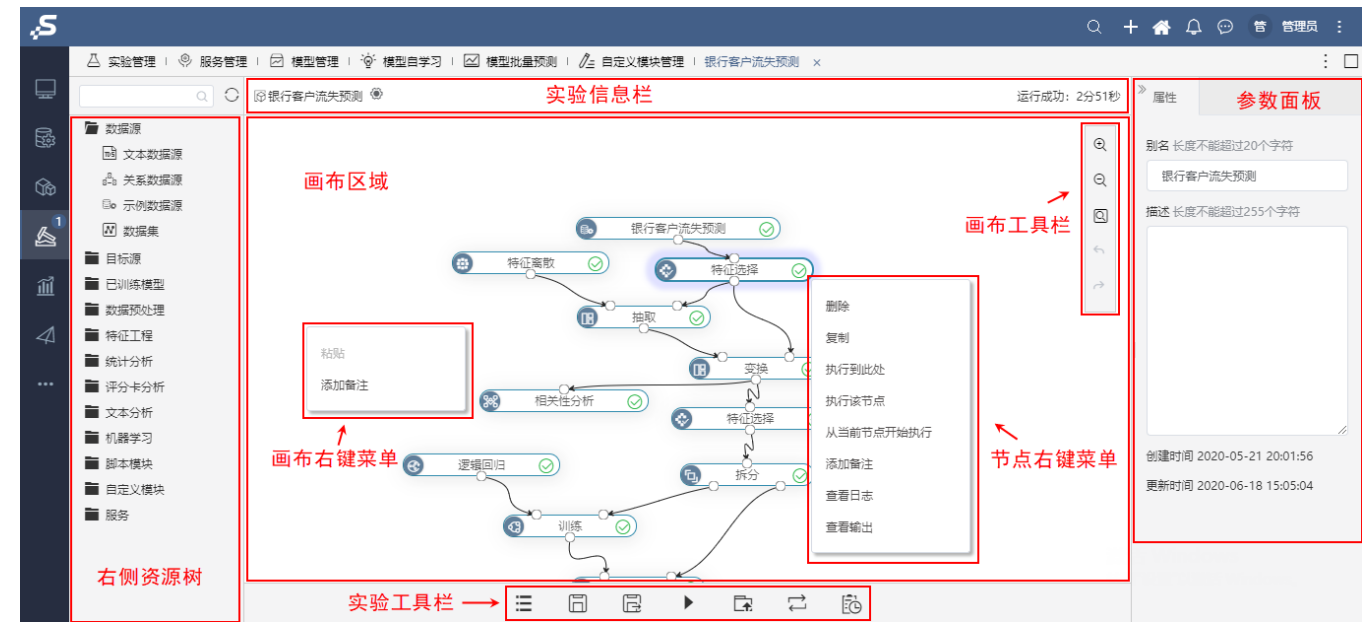 管 管理员
实验管理 服务管理 模型管理 模型自学习 模型批量预测 自定义模块管理 银行客户流失预测 ×
银行客户流失预测 实验信息栏 运行成功：2分51秒
属性 参数面板
1
数据源
文本数据源
关系数据源
示例数据源
数据集
目标源
已训练模型
数据预处理
特征工程
统计分析
评分卡分析
文本分析
机器学习
脚本模块
自定义模块
服务
右侧资源树
画布区域
银行客户流失预测
特征离散
特征选择
抽取
变换
相关性分析
特征选择
逻辑回归
拆分
训练
粘贴
添加备注
画布右键菜单
删除
复制
执行到此处
执行该节点
从当前节点开始执行
添加备注
查看日志
查看输出
节点右键菜单
画布工具栏
实验工具栏
别名 长度不能超过20个字符
银行客户流失预测
描述 长度不能超过255个字符
创建时间 2020-05-21 20:01:56
更新时间 2020-06-18 15:05:04